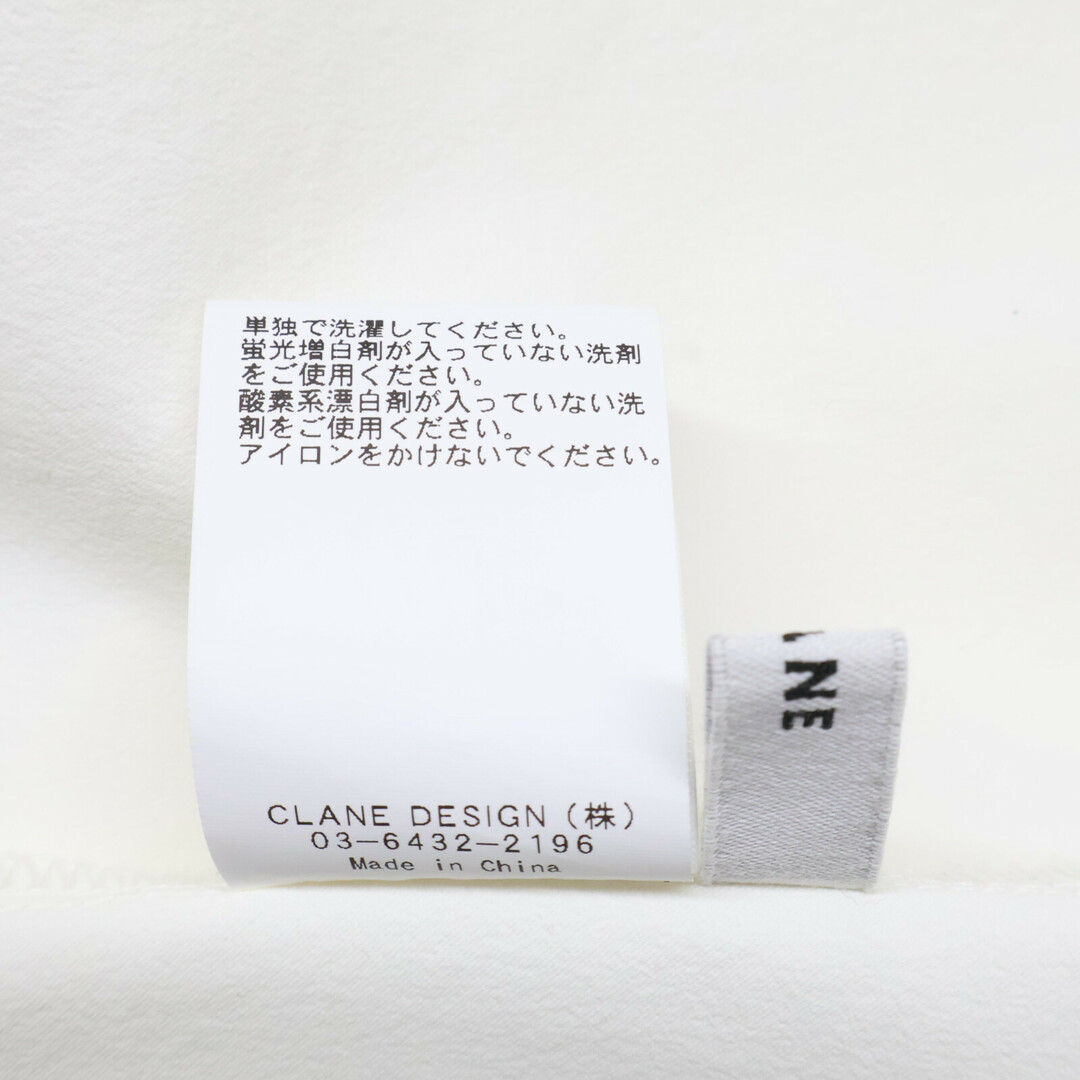 単独で洗濯してください。
蛍光増白剤が入っていない洗剤
をご使用ください。
酸素系漂白剤が入っていない洗
剤をご使用ください。
アイロンをかけないでください。
CLANE DESIGN（株）
03-6432-2196
Made in China
NE